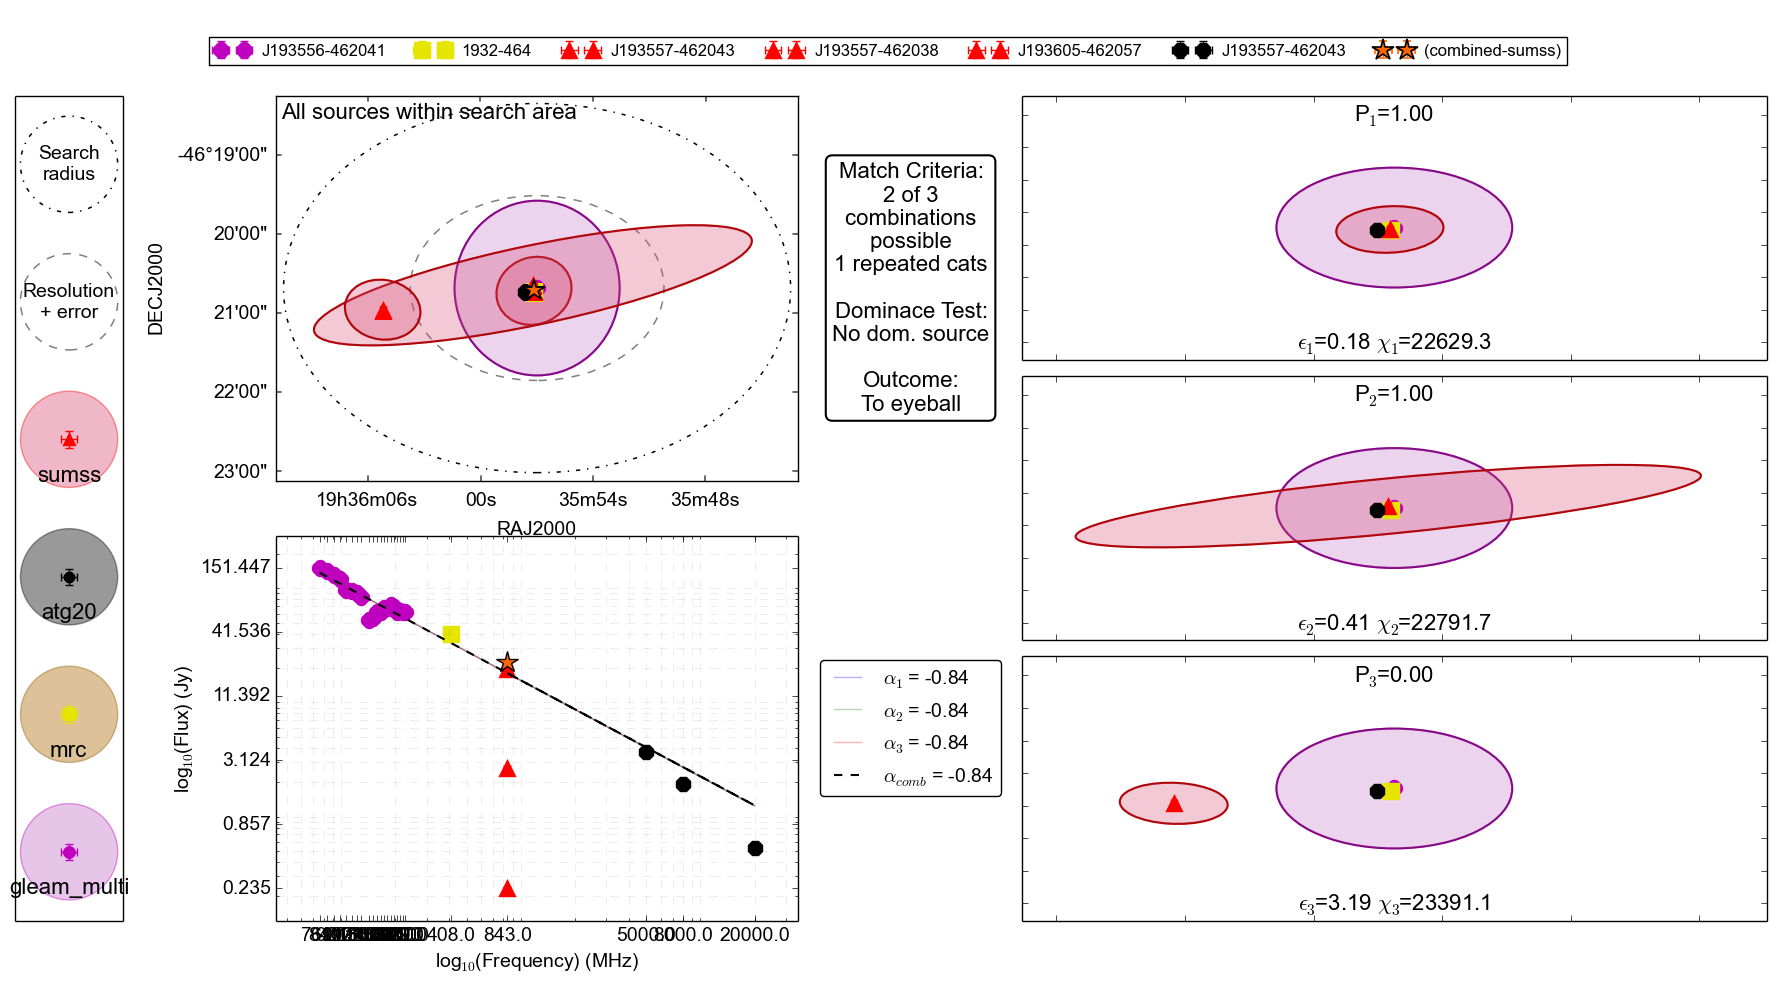 J193556-462041 1932-464 J193557-462043 J193557-462038 J193605-462057 J193557-462043 (combined-sumss)
Search
radius
Resolution
+ error
sumss
atg20
mrc
gleam_multi
All sources within search area
DECJ2000
-46°19'00"
20'00"
21'00"
22'00"
23'00"
19h36m06s 00s 35m54s 35m48s
RAJ2000
Match Criteria:
2 of 3
combinations
possible
1 repeated cats
Dominace Test:
No dom. source
Outcome:
To eyeball
log10(Flux) (Jy)
151.447
41.536
11.392
3.124
0.857
0.235
408.0 843.0 5000.0 8000.0 20000.0
log10(Frequency) (MHz)
α1 = -0.84
α2 = -0.84
α3 = -0.84
αcomb = -0.84
P1=1.00
ϵ1=0.18 χ1=22629.3
P2=1.00
ϵ2=0.41 χ2=22791.7
P3=0.00
ϵ3=3.19 χ3=23391.1